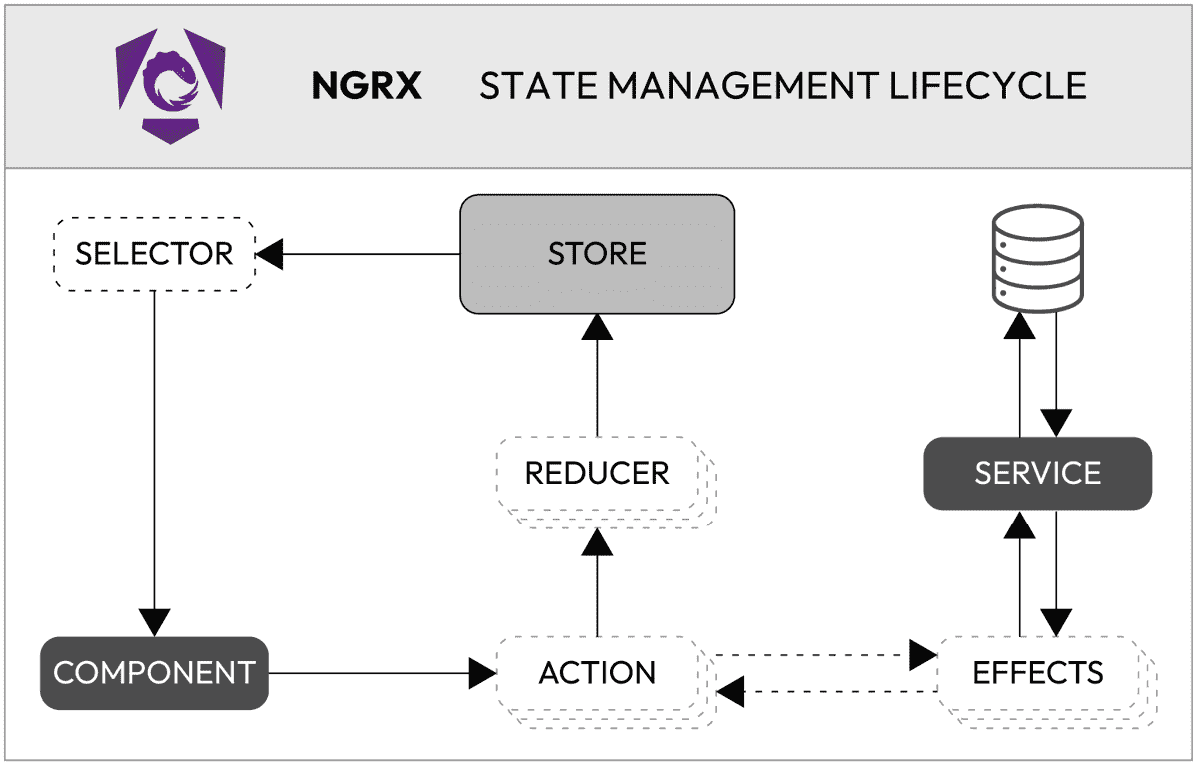 NGRX STATE MANAGEMENT LIFECYCLE
SELECTOR
STORE
REDUCER
SERVICE
COMPONENT
ACTION
EFFECTS